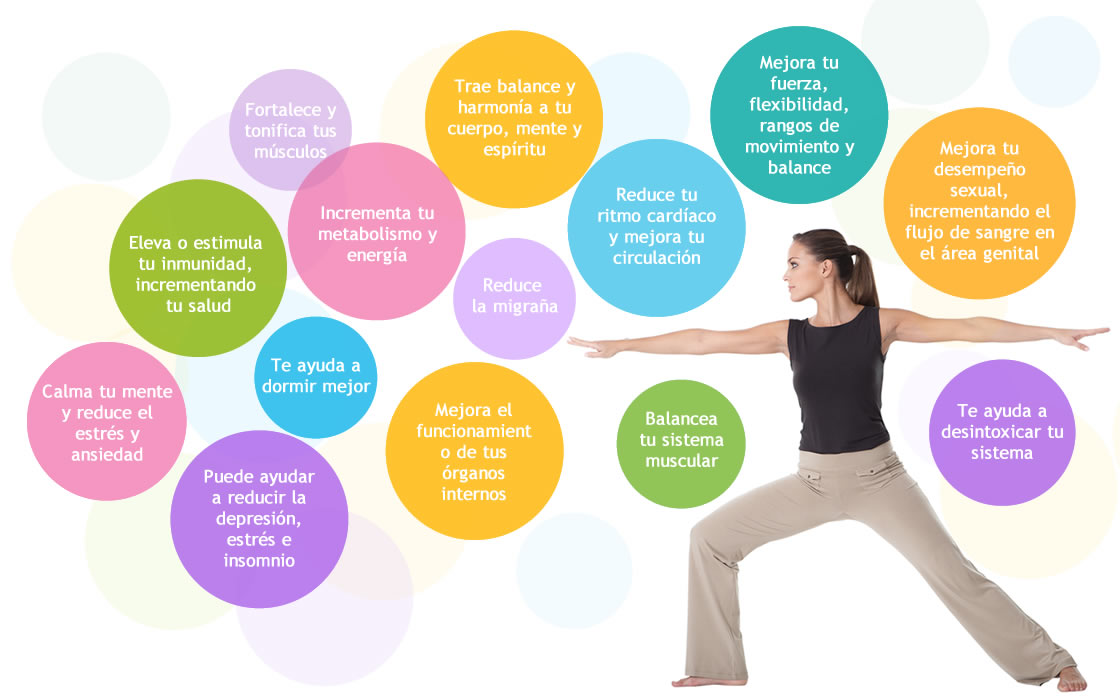 Fortalece y
tonifica tus
músculos
Trae balance y
harmonía a tu
cuerpo, mente y
espíritu
Mejora tu
fuerza,
flexibilidad,
rangos de
movimiento y
balance
Mejora tu
desempeño
sexual,
incrementando el
flujo de sangre en
el área genital
Eleva o estimula
tu inmunidad,
incrementando
tu salud
Incrementa tu
metabolismo y
energía
Reduce
la migraña
Reduce tu
ritmo cardíaco
y mejora tu
circulación
Calma tu mente
y reduce el
estrés y
ansiedad
Te ayuda a
dormir mejor
Puede ayudar
a reducir la
depresión,
estrés e
insomnio
Mejora el
funcionamient
o de tus
órganos
internos
Balancea
tu sistema
muscular
Te ayuda a
desintoxicar tu
sistema